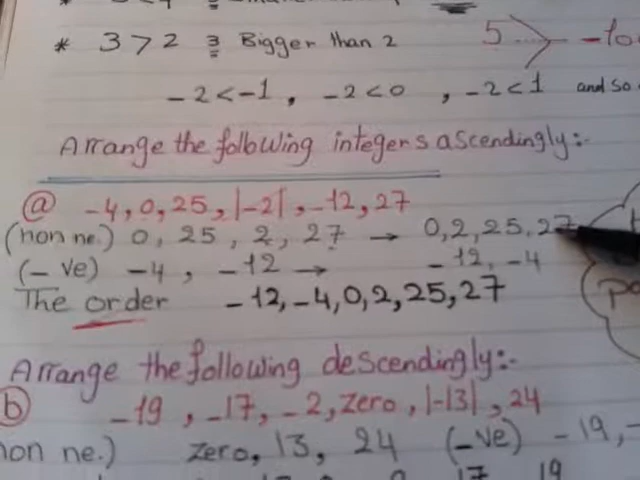 * 3 > 2 ≡ Bigger than 2
5
-2 < -1 , -2 < 0 , -2 < 1 and so
Arrange the following integers ascendingly:-
ⓐ -4, 0, 25, |-2|, -12, 27
(non ne.) 0, 25, 2, 27 → 0, 2, 25, 27
(- ve) -4, -12 → -12, -4
The order -12, -4, 0, 2, 25, 27
Arrange the following descendingly:-
ⓑ -19, -17, -2, zero, |-13|, 24
non ne.) zero, 13, 24 (-ve) -19,